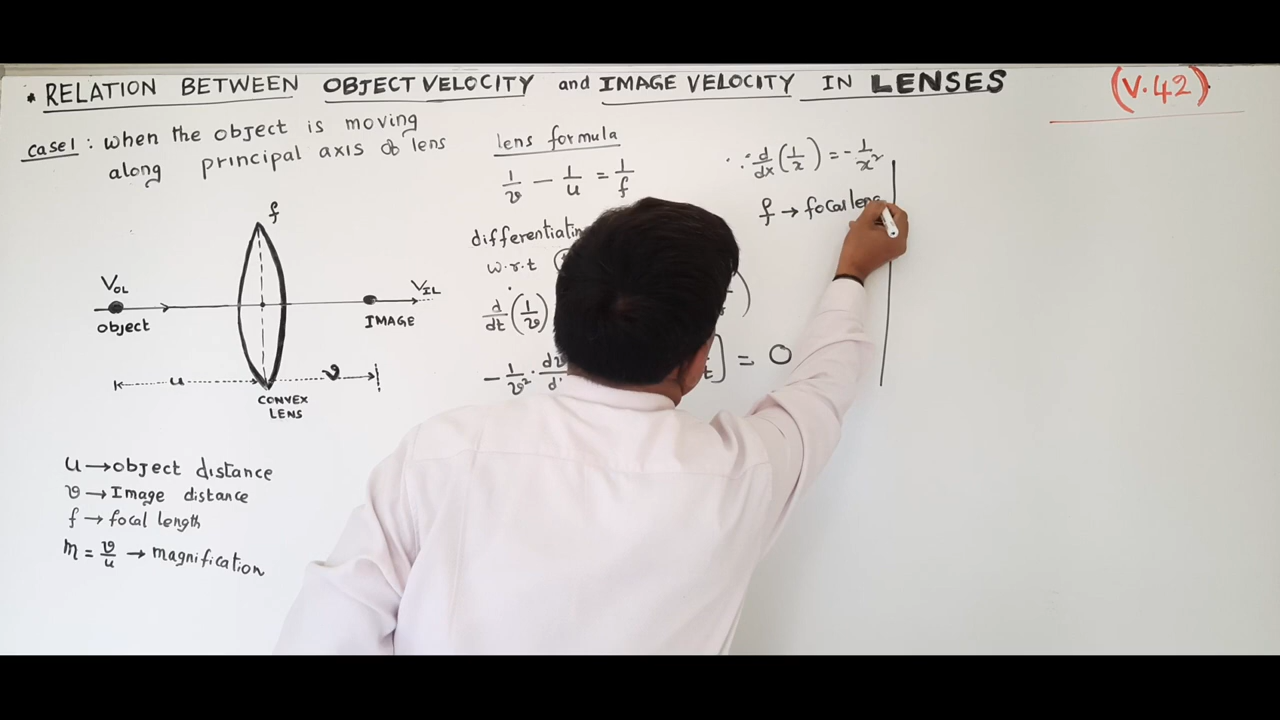 * RELATION BETWEEN OBJECT VELOCITY and IMAGE VELOCITY IN LENSES
(V.42)
case1 : when the object is moving
along principal axis of lens
f
V_OL
V_IL
object
IMAGE
u
v
CONVEX
LENS
u → object distance
v → Image distance
f → focal length
m = v/u → magnification
lens formula
1/v - 1/u = 1/f
w.r.t
d/dt (1/v)
- 1/v² .
= 0
∵ d/dx (1/x) = - 1/x²
f → focal